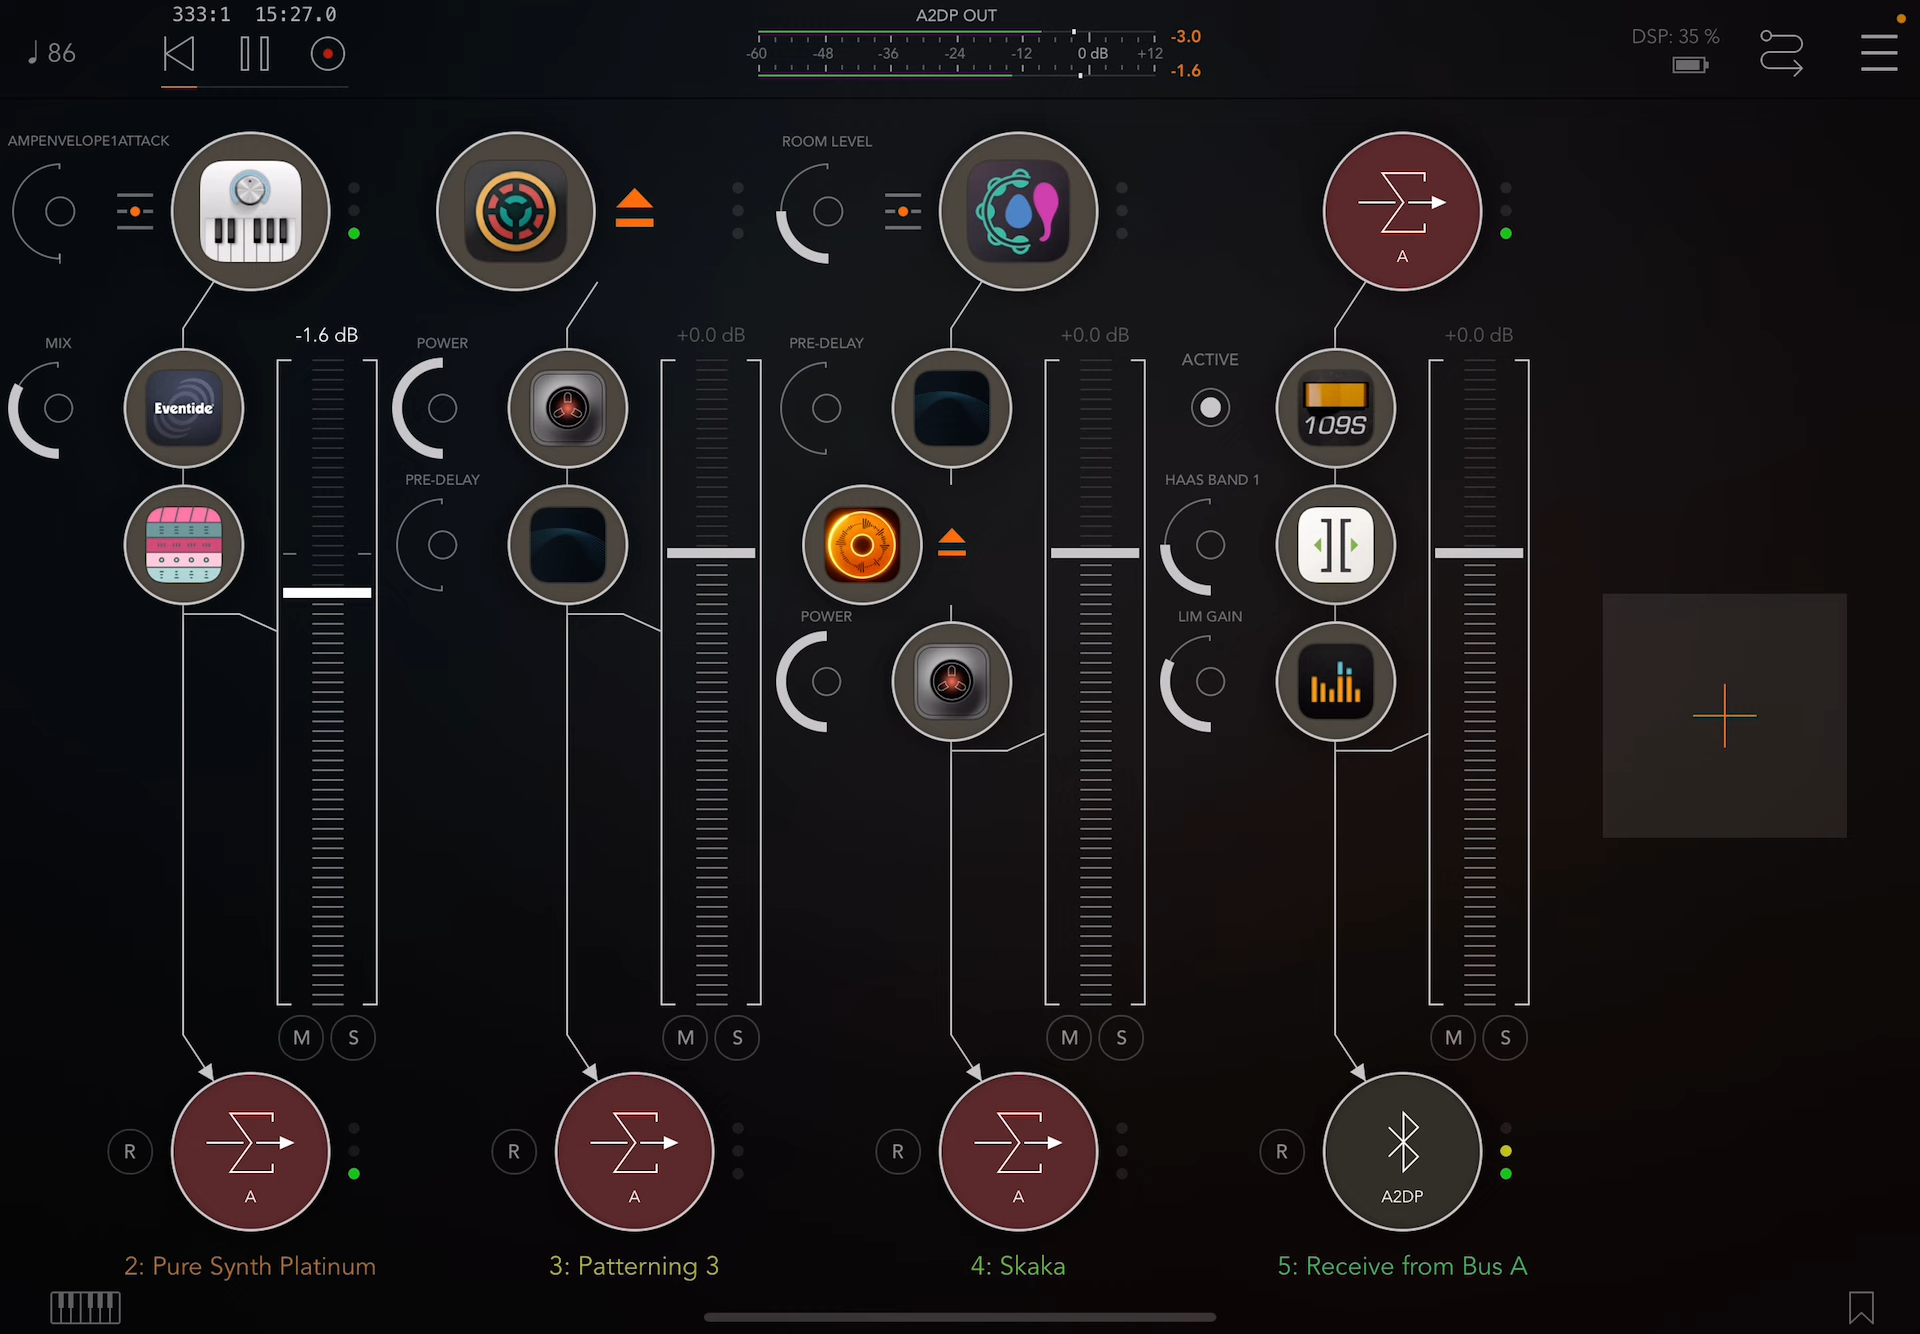 333:1 15:27.0
A2DP OUT
86
-60 -48 -36 -24 -12 0 dB +12
-3.0
-1.6
DSP: 35 %
AMPENVELOPE1ATTACK
ROOM LEVEL
A
-1.6 dB
+0.0 dB
+0.0 dB
+0.0 dB
MIX
POWER
PRE-DELAY
ACTIVE
Eventide
109S
PRE-DELAY
HAAS BAND 1
POWER
LIM GAIN
M S
M S
M S
M S
R
A
R
A
R
A
R
A2DP
2: Pure Synth Platinum
3: Patterning 3
4: Skaka
5: Receive from Bus A